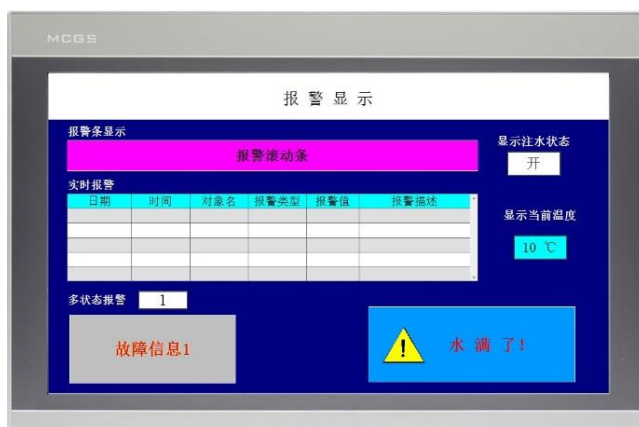 MCGS
报警显示
报警条显示
报警滚动条
显示注水状态
开
实时报警
日期 时间 对象名 报警类型 报警值 报警描述
显示当前温度
10 ℃
多状态报警 1
故障信息1
! 水满了!